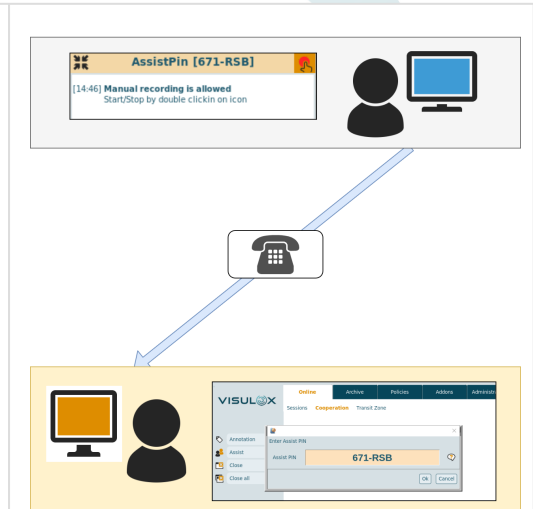 AssistPin [671-RSB]
[14:46] Manual recording is allowed
Start/Stop by double clickin on icon
VISULOX
Online Archive Policies Addons Administra
Sessions Cooperation Transit Zone
Annotation
Assist
Close
Close all
Enter Assist PIN
Assist PIN 671-RSB
Ok Cancel